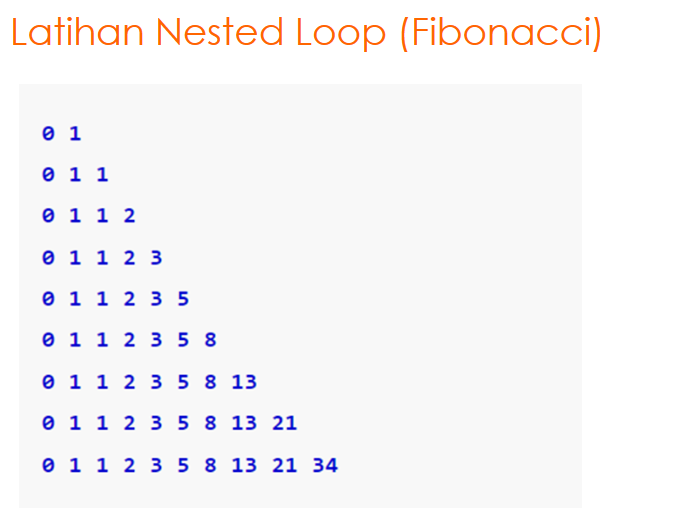 Latihan Nested Loop (Fibonacci)
0 1
0 1 1
0 1 1 2
0 1 1 2 3
0 1 1 2 3 5
0 1 1 2 3 5 8
0 1 1 2 3 5 8 13
0 1 1 2 3 5 8 13 21
0 1 1 2 3 5 8 13 21 34